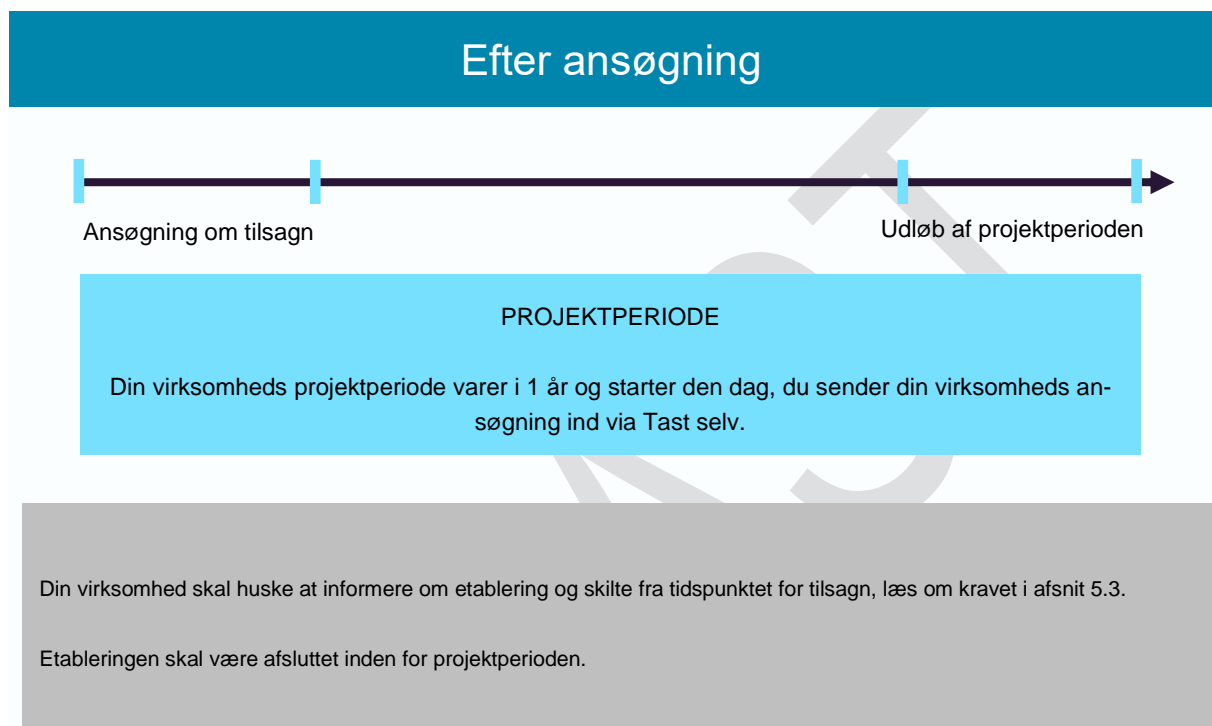 Efter ansøgning
Ansøgning om tilsagn
Udløb af projektperioden
PROJEKTPERIODE
Din virksomheds projektperiode varer i 1 år og starter den dag, du sender din virksomheds an-
søgning ind via Tast selv.
Din virksomhed skal huske at informere om etablering og skilte fra tidspunktet for tilsagn, læs om kravet i afsnit 5.3.
Etableringen skal være afsluttet inden for projektperioden.